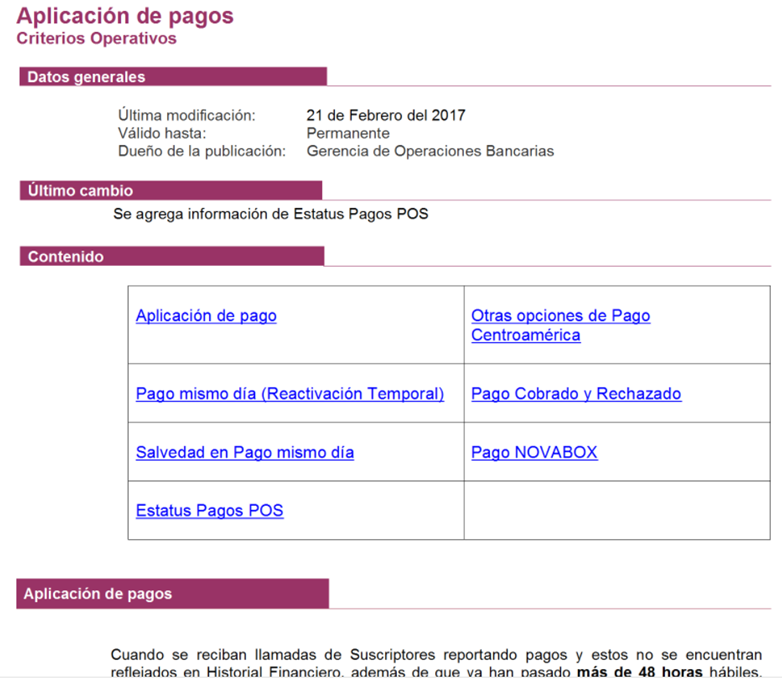 Aplicación de pagos
Criterios Operativos
Datos generales
Última modificación: 21 de Febrero del 2017
Válido hasta: Permanente
Dueño de la publicación: Gerencia de Operaciones Bancarias
Último cambio
Se agrega información de Estatus Pagos POS
Contenido
Aplicación de pago
Otras opciones de Pago
Centroamérica
Pago mismo día (Reactivación Temporal)
Pago Cobrado y Rechazado
Salvedad en Pago mismo día
Pago NOVABOX
Estatus Pagos POS
Aplicación de pagos
Cuando se reciban llamadas de Suscriptores reportando pagos y estos no se encuentran
reflejados en Historial Financiero, además de que ya han pasado más de 48 horas hábiles,